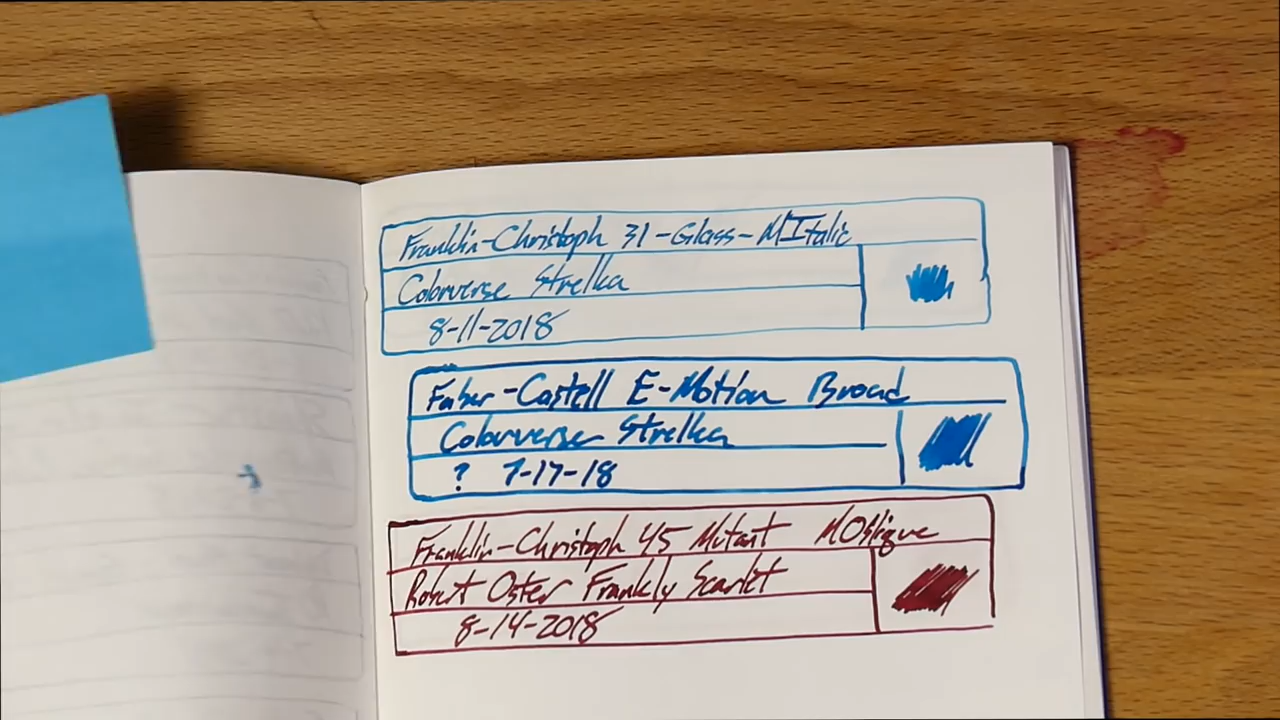 Franklin-Christoph 31-Glass-MItalic
Colorverse Strelka
8-11-2018
Faber-Castell E-Motion Broad
Colorverse Strelka
? 7-17-18
Franklin-Christoph 45 Mutant MOblique
Robert Oster Frankly Scarlet
8-14-2018